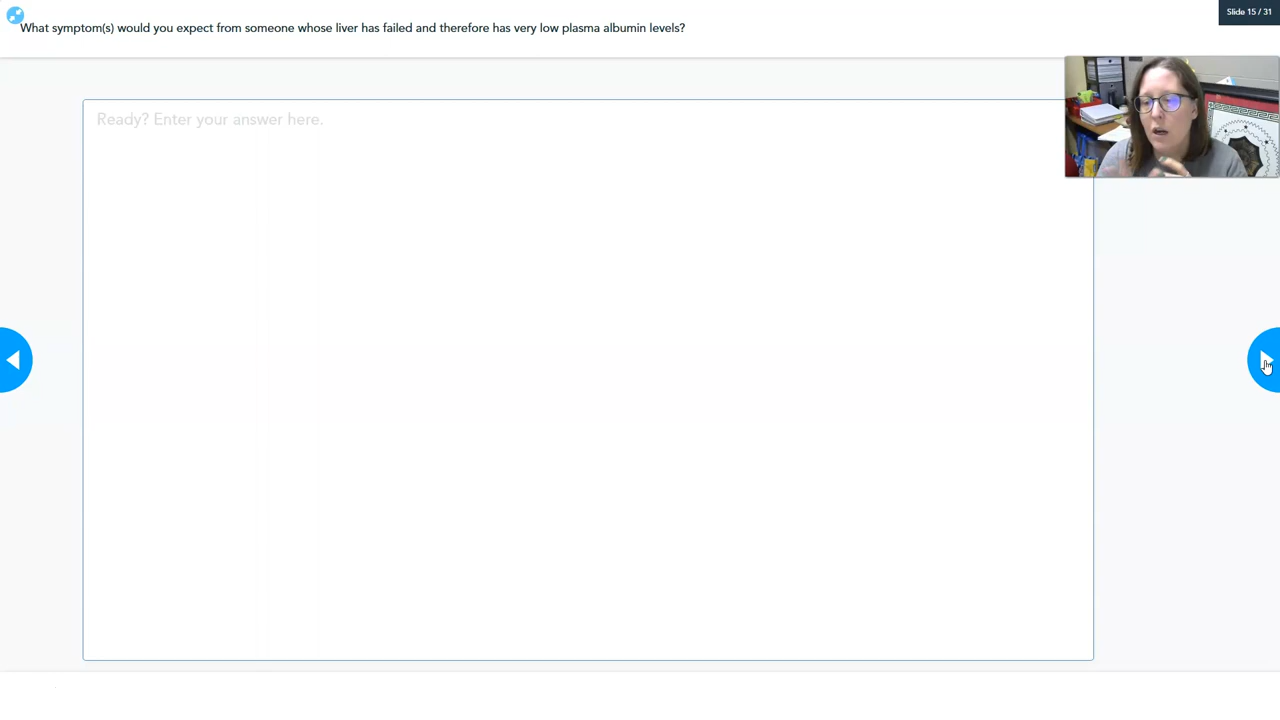 What symptom(s) would you expect from someone whose liver has failed and therefore has very low plasma albumin levels?
Slide 15 / 31
Ready? Enter your answer here.